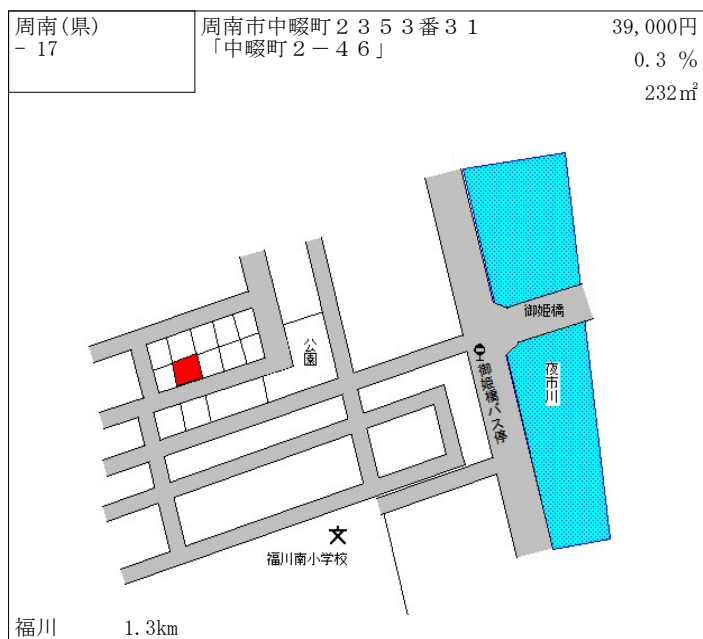 周南(県)
- 17
周南市中畷町２３５３番３１
「中畷町２－４６」
39,000円
0.3 %
232㎡
御姫橋
公園
御姫橋バス停
夜市川
文
福川南小学校
福川 1.3km